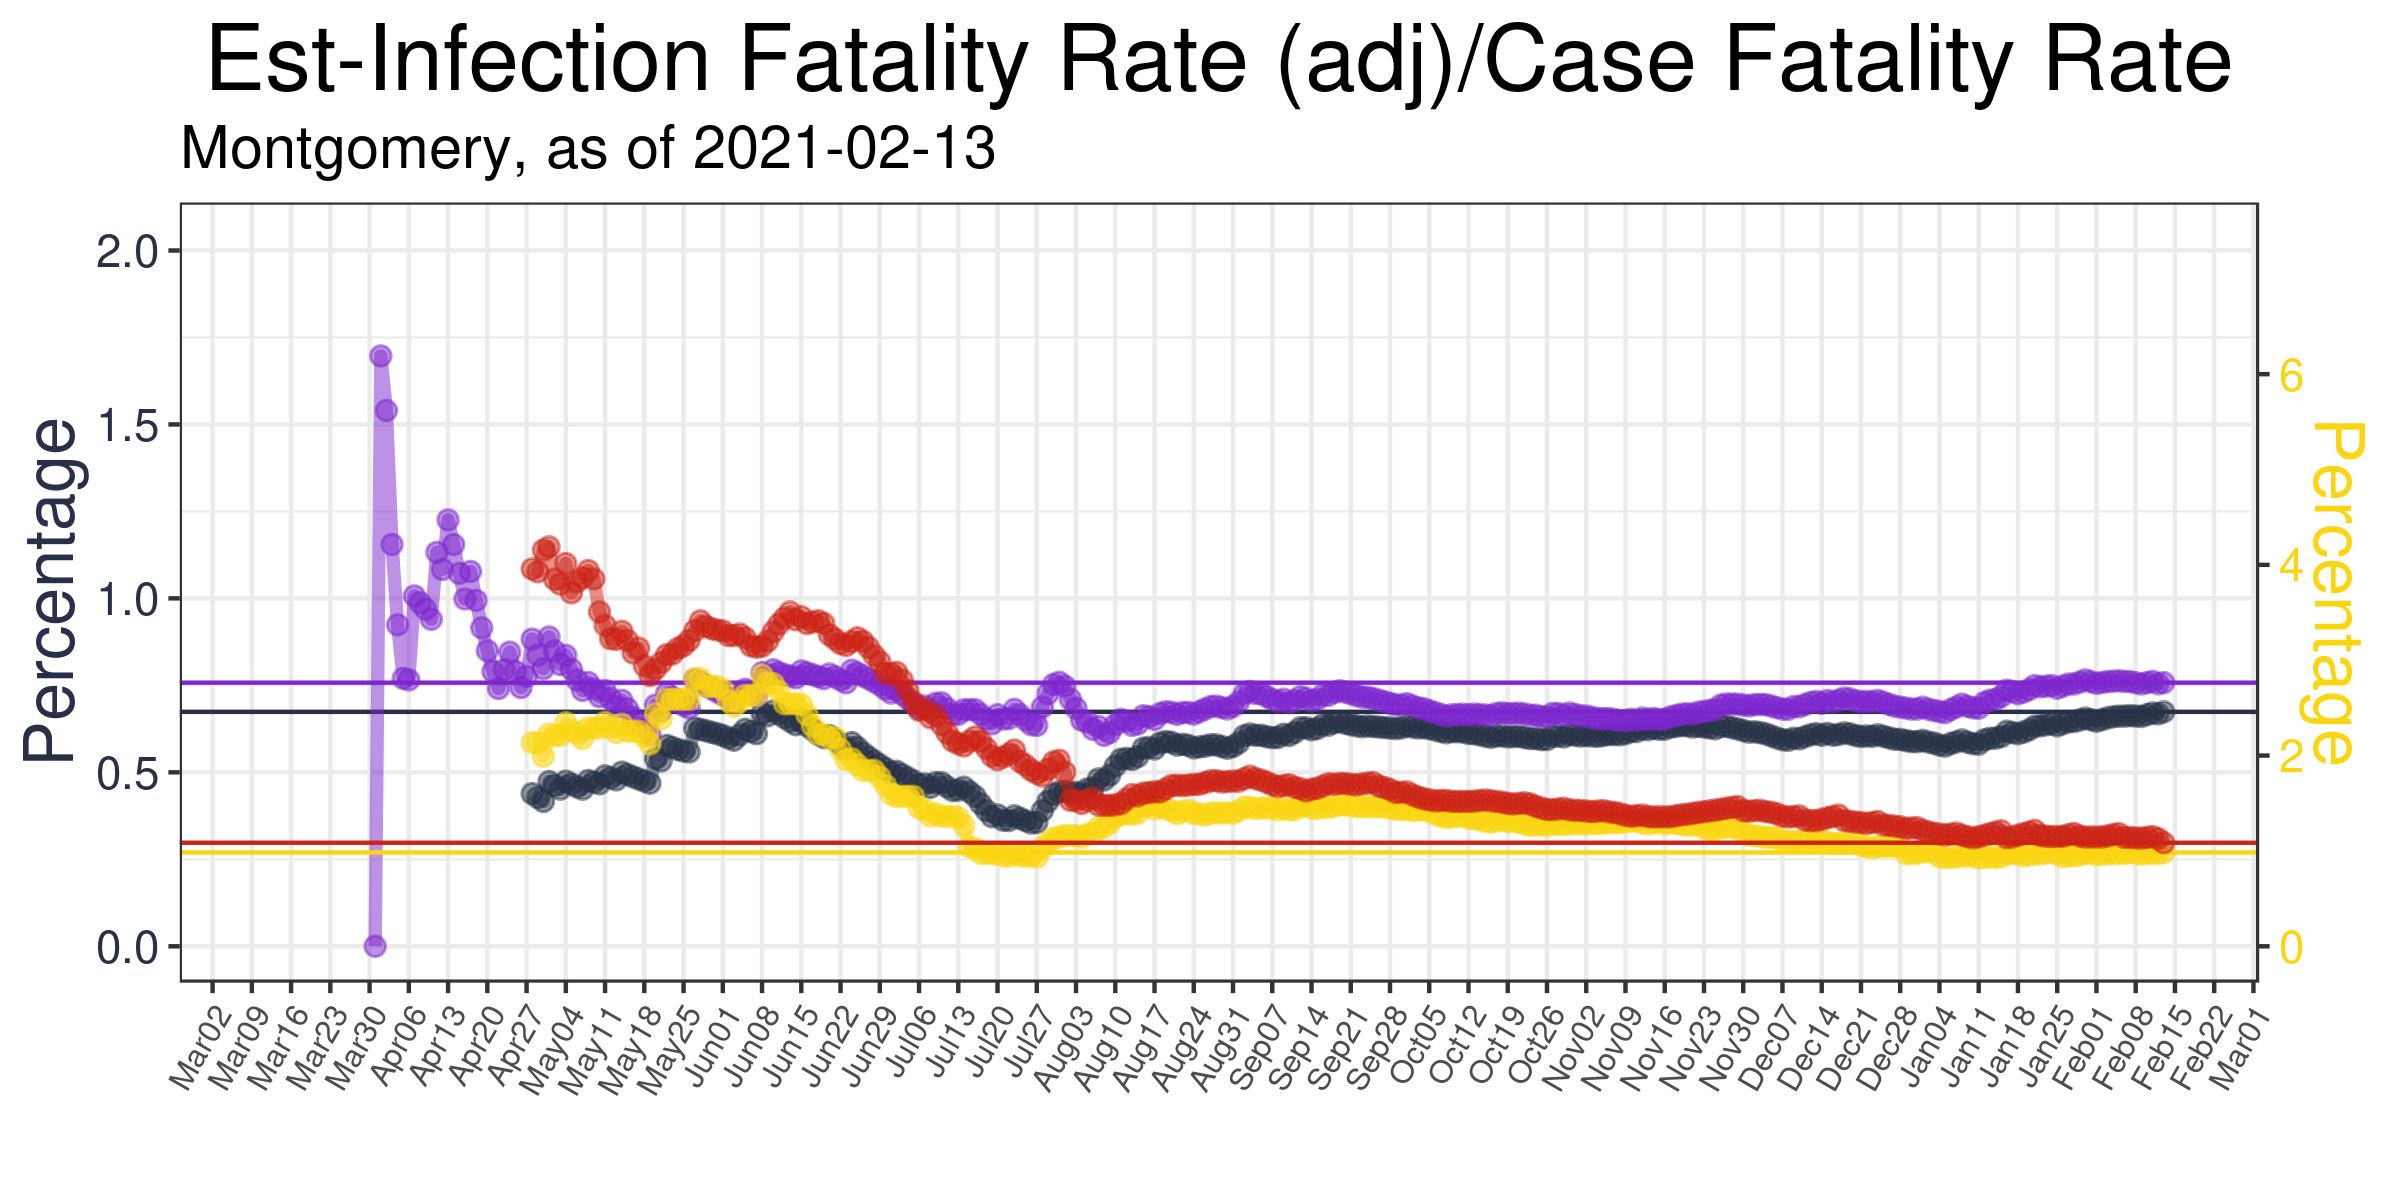 Est-Infection Fatality Rate (adj)/Case Fatality Rate
Montgomery, as of 2021-02-13
Percentage
2.0
1.5
1.0
0.5
0.0
6
4
2
0
Percentage
Mar02
Mar09
Mar16
Mar23
Mar30
Apr06
Apr13
Apr20
Apr27
May04
May11
May18
May25
Jun01
Jun08
Jun15
Jun22
Jun29
Jul06
Jul13
Jul20
Jul27
Aug03
Aug10
Aug17
Aug24
Aug31
Sep07
Sep14
Sep21
Sep28
Oct05
Oct12
Oct19
Oct26
Nov02
Nov09
Nov16
Nov23
Nov30
Dec07
Dec14
Dec21
Dec28
Jan04
Jan11
Jan18
Jan25
Feb01
Feb08
Feb15
Feb22
Mar01